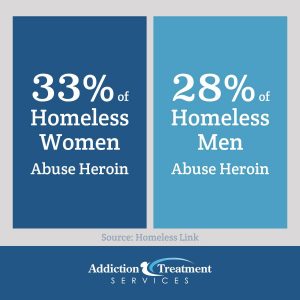 33% of
Homeless
Women
Abuse Heroin
28% of
Homeless
Men
Abuse Heroin
Source: Homeless Link
Addiction Treatment
SERVICES